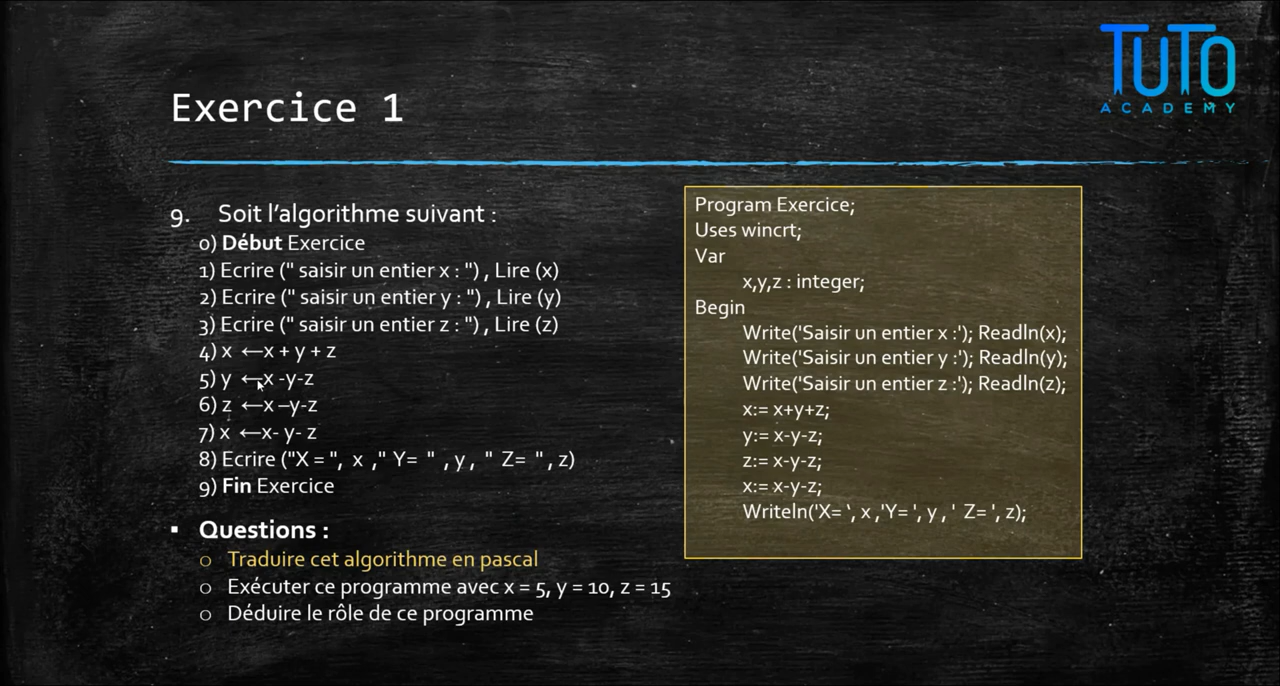 TUTO
ACADEMY
Exercice 1
9. Soit l'algorithme suivant :
0) Début Exercice
1) Ecrire (" saisir un entier x : ") , Lire (x)
2) Ecrire (" saisir un entier y : ") , Lire (y)
3) Ecrire (" saisir un entier z : ") , Lire (z)
4) x ←x + y + z
5) y ←x -y-z
6) z ←x –y-z
7) x ←x- y- z
8) Ecrire ("X = ", x ," Y= " , y , " Z= " , z)
9) Fin Exercice
▪ Questions :
○ Traduire cet algorithme en pascal
○ Exécuter ce programme avec x = 5, y = 10, z = 15
○ Déduire le rôle de ce programme
Program Exercice;
Uses wincrt;
Var
x,y,z : integer;
Begin
Write('Saisir un entier x :'); Readln(x);
Write('Saisir un entier y :'); Readln(y);
Write('Saisir un entier z :'); Readln(z);
x:= x+y+z;
y:= x-y-z;
z:= x-y-z;
x:= x-y-z;
Writeln('X= ‘, x ,'Y= ', y , ' Z= ', z);